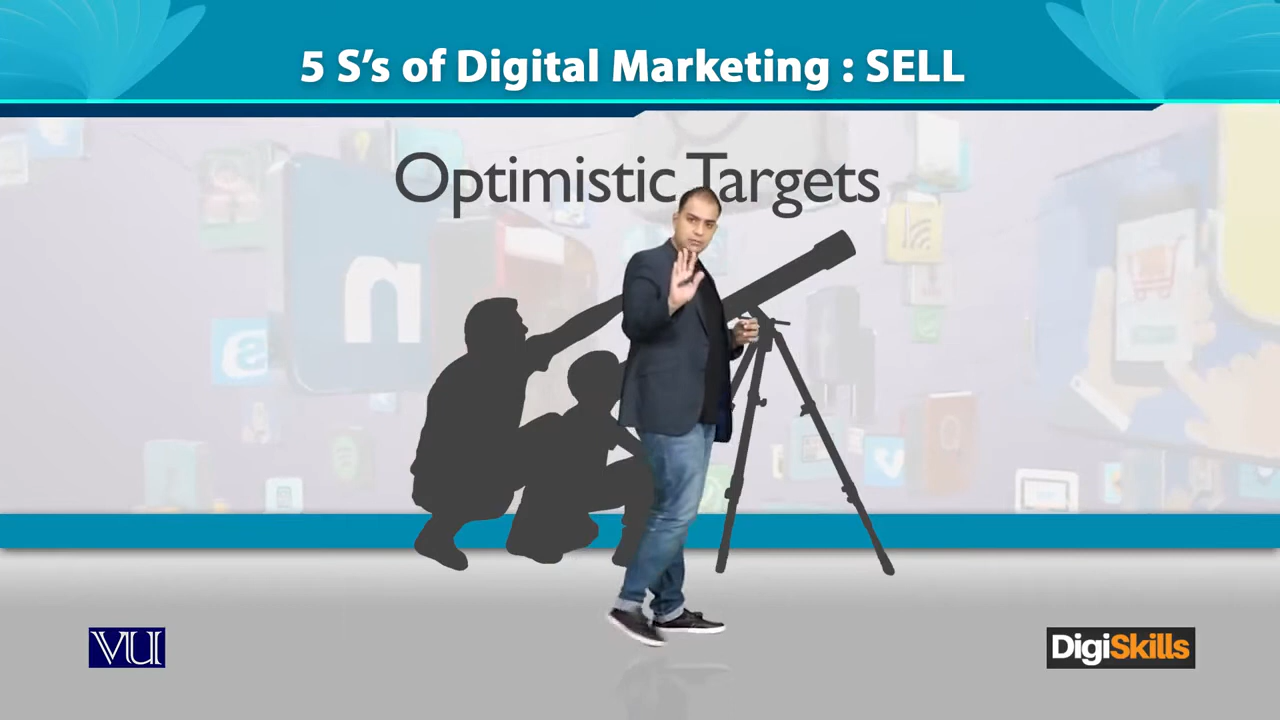 5 S's of Digital Marketing : SELL
Optimistic Targets
n
VU
DigiSkills